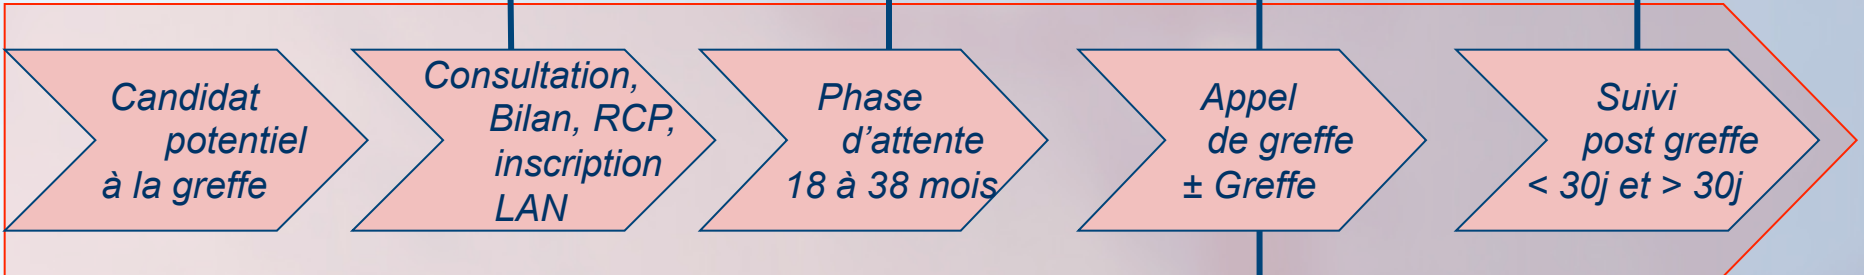 Candidat
potentiel
à la greffe
Consultation,
Bilan, RCP,
inscription
LAN
Phase
d’attente
18 à 38 mois
Appel
de greffe
± Greffe
Suivi
post greffe
< 30j et > 30j